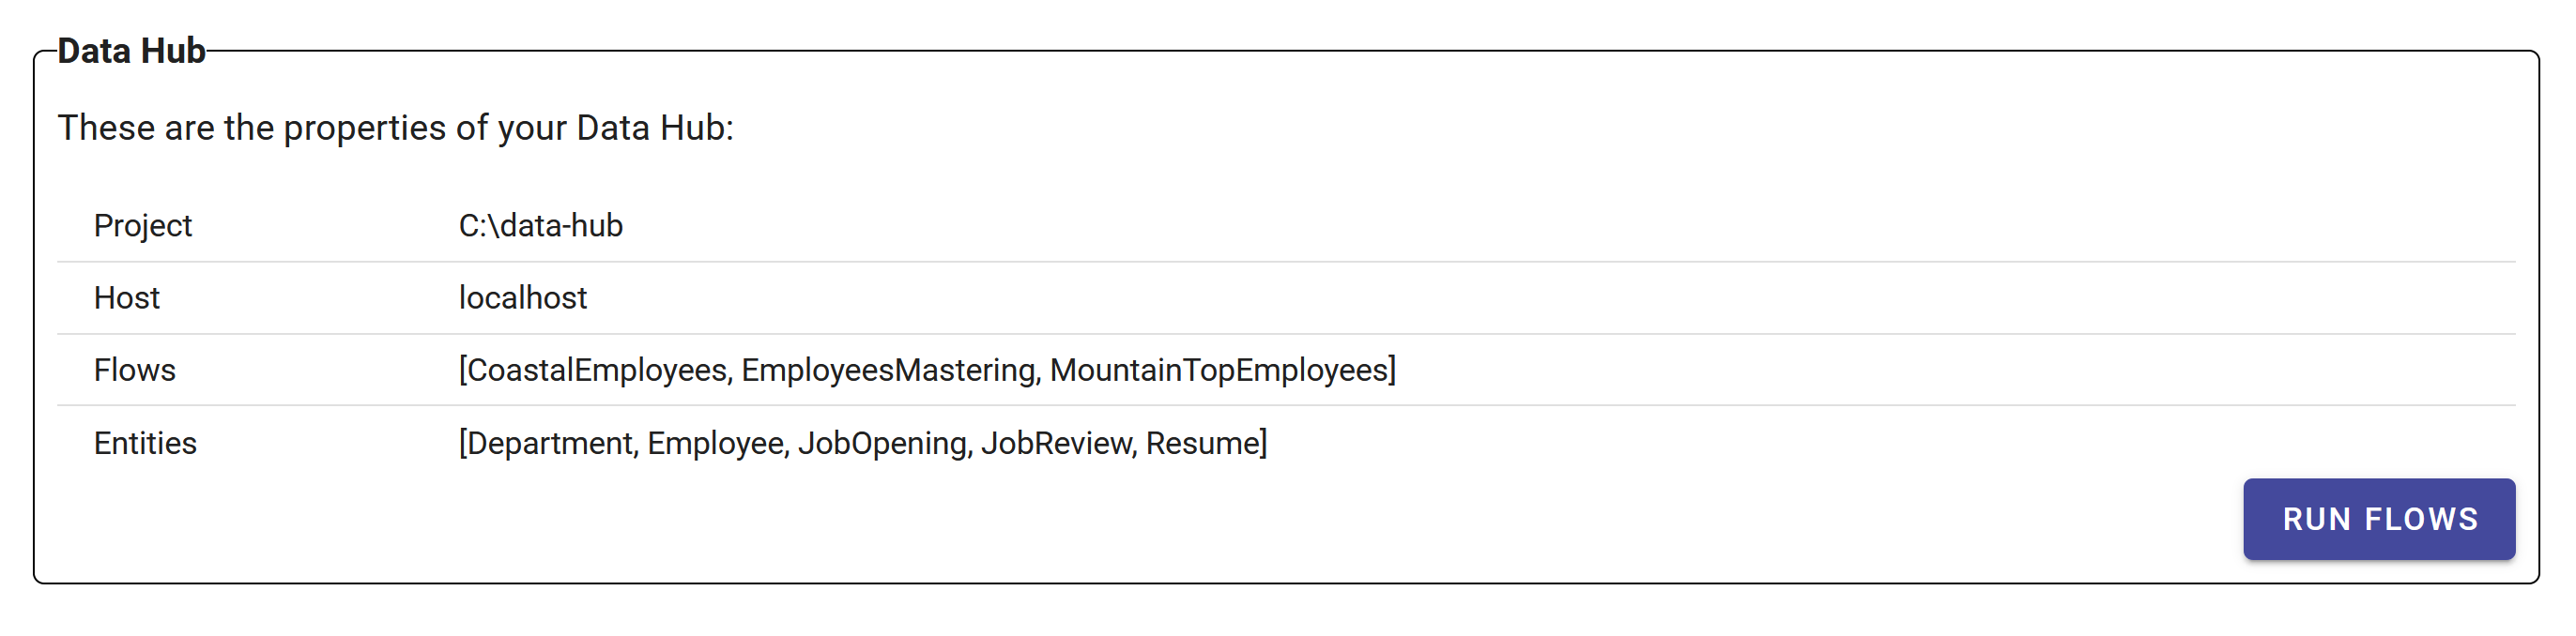 Data Hub
These are the properties of your Data Hub:
Project C:\data-hub
Host localhost
Flows [CoastalEmployees, EmployeesMastering, MountainTopEmployees]
Entities [Department, Employee, JobOpening, JobReview, Resume]
RUN FLOWS